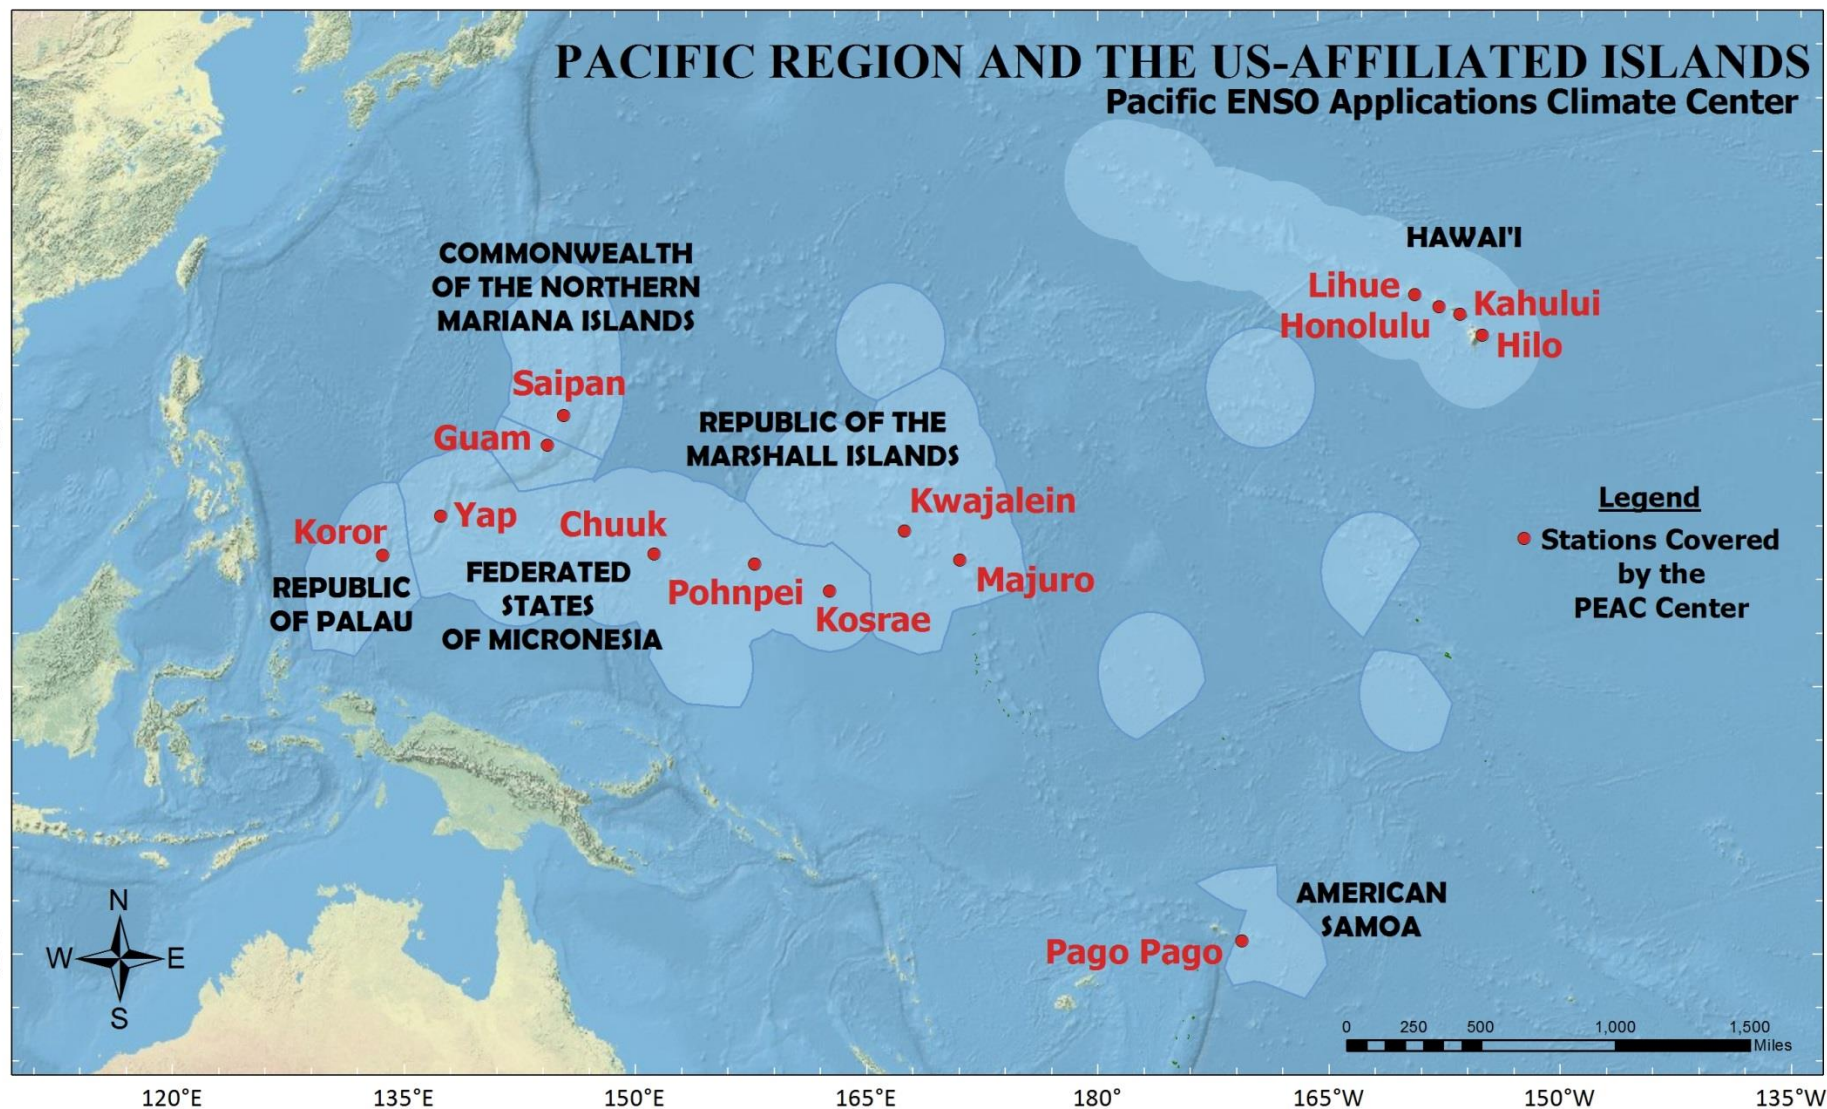 PACIFIC REGION AND THE US-AFFILIATED ISLANDS
Pacific ENSO Applications Climate Center
COMMONWEALTH
OF THE NORTHERN
MARIANA ISLANDS
HAWAI'I
Lihue
Kahului
Honolulu
Hilo
Saipan
Guam
REPUBLIC OF THE
MARSHALL ISLANDS
Kwajalein
Majuro
Koror
Yap
Chuuk
Pohnpei
Kosrae
REPUBLIC
OF PALAU
FEDERATED
STATES
OF MICRONESIA
Legend
Stations Covered
by the
PEAC Center
AMERICAN
SAMOA
Pago Pago
N
W E
S
0 250 500 1,000 1,500
Miles
120°E 135°E 150°E 165°E 180° 165°W 150°W 135°W